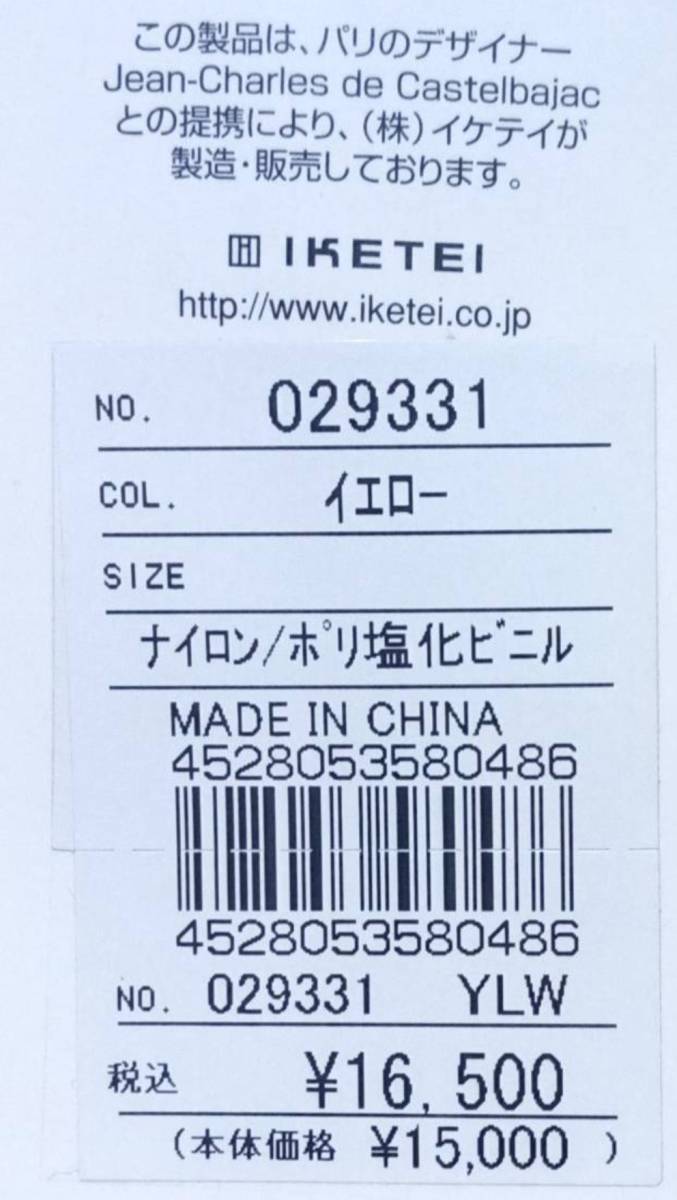 この製品は、パリのデザイナー
Jean-Charles de Castelbajac
との提携により、(株)イケテイが
製造・販売しております。
IKETEI
http://www.iketei.co.jp
NO. 029331
COL. イエロー
SIZE
ナイロン/ポリ塩化ビニル
MADE IN CHINA
4528053580486
4528053580486
NO. 029331 YLW
税込 ¥16,500
(本体価格 ¥15,000 )